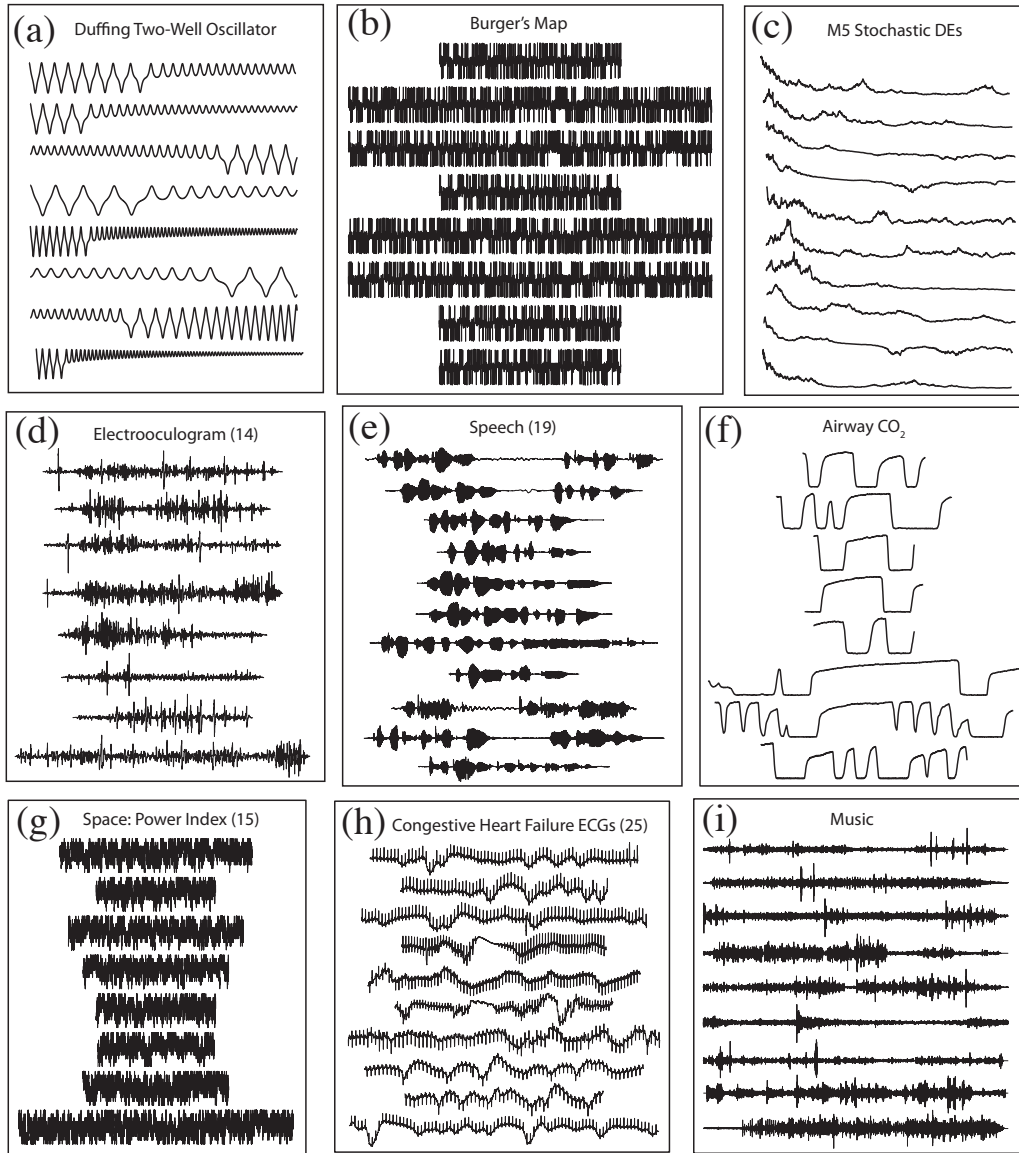 (a) Duffing Two-Well Oscillator
(b) Burger's Map
(c) M5 Stochastic DEs
(d) Electrooculogram (14)
(e) Speech (19)
(f) Airway CO₂
(g) Space: Power Index (15)
(h) Congestive Heart Failure ECGs (25)
(i) Music